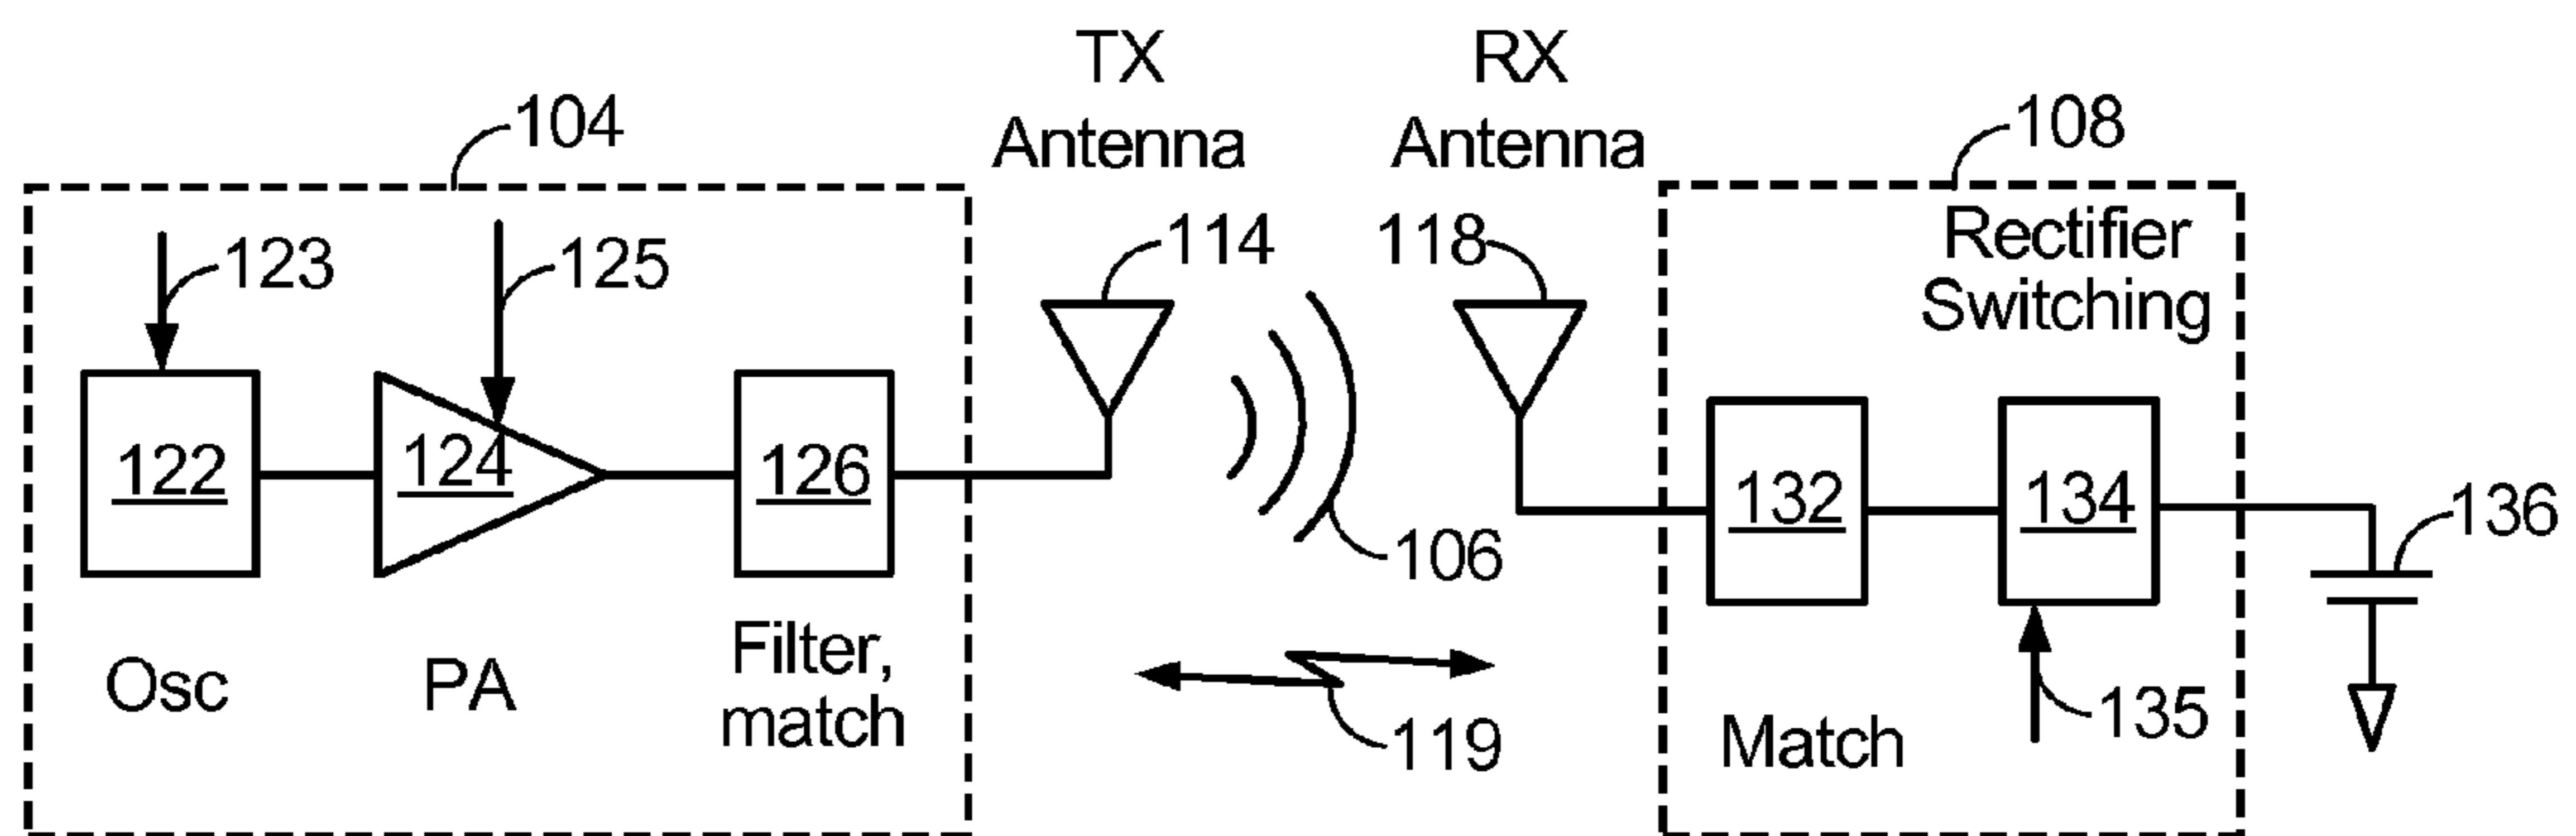 TX
Antenna
RX
Antenna
104
108
123
125
114
118
Rectifier
Switching
122
124
126
132
134
136
106
Osc
PA
Filter,
match
119
Match
135